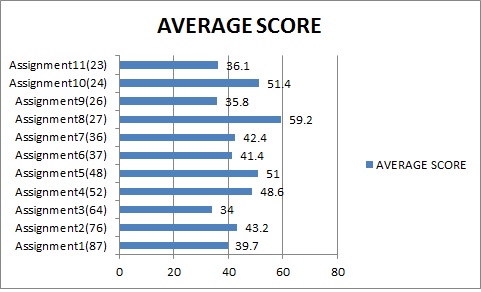 AVERAGE SCORE
Assignment11(23) 36.1
Assignment10(24) 51.4
Assignment9(26) 35.8
Assignment8(27) 59.2
Assignment7(36) 42.4
Assignment6(37) 41.4
Assignment5(48) 51
Assignment4(52) 48.6
Assignment3(64) 34
Assignment2(76) 43.2
Assignment1(87) 39.7
0 20 40 60 80
AVERAGE SCORE